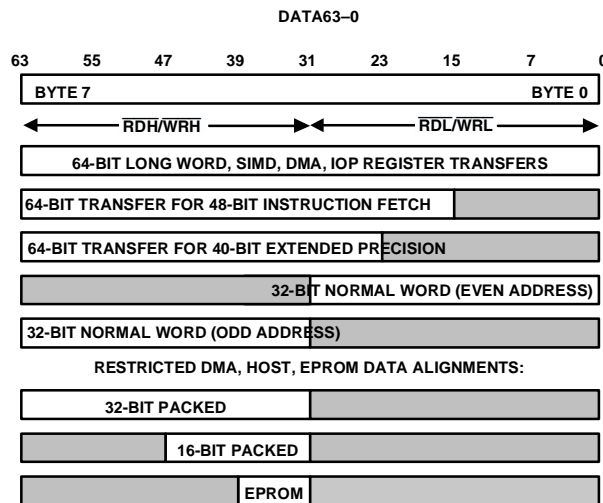 DATA63–0
63 55 47 39 31 23 15 7 0
BYTE 7 BYTE 0
RDH/WRH RDL/WRL
64-BIT LONG WORD, SIMD, DMA, IOP REGISTER TRANSFERS
64-BIT TRANSFER FOR 48-BIT INSTRUCTION FETCH
64-BIT TRANSFER FOR 40-BIT EXTENDED PRECISION
32-BIT NORMAL WORD (EVEN ADDRESS)
32-BIT NORMAL WORD (ODD ADDRESS)
RESTRICTED DMA, HOST, EPROM DATA ALIGNMENTS:
32-BIT PACKED
16-BIT PACKED
EPROM